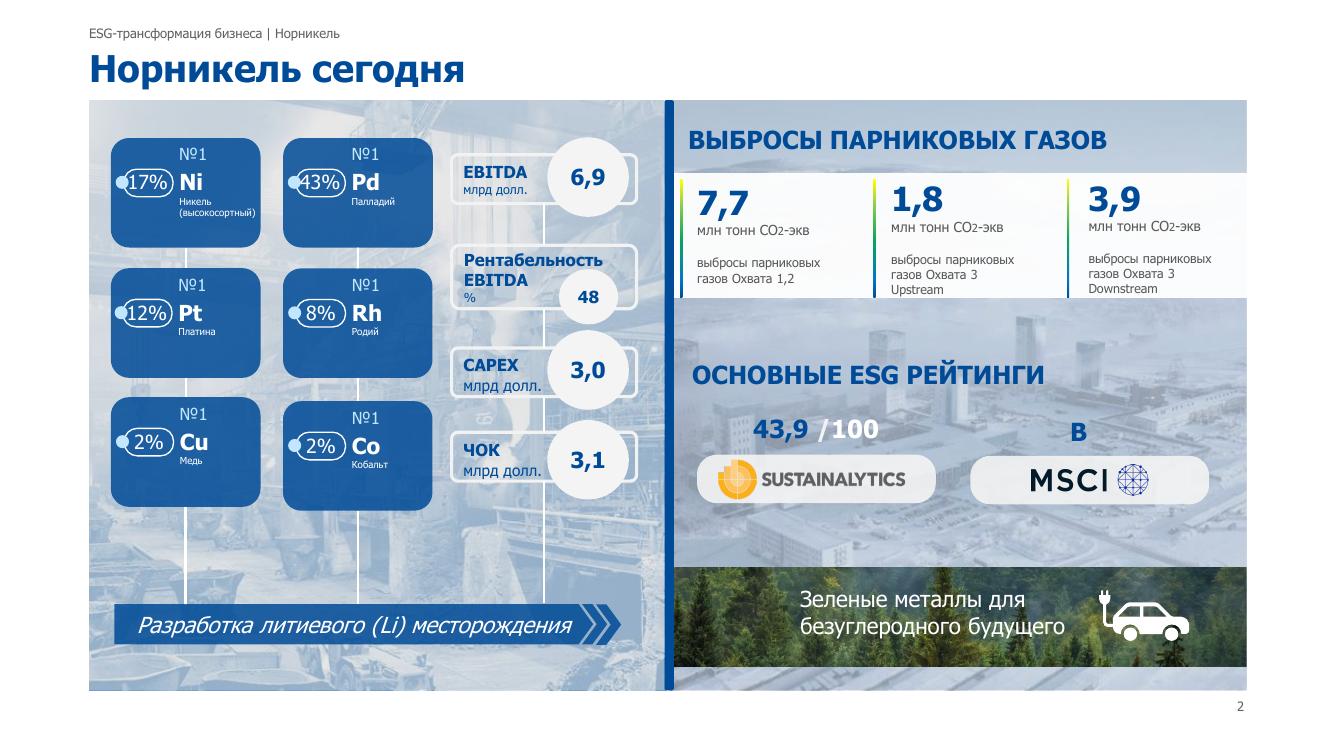 ESG-трансформация бизнеса | Норникель
Норникель сегодня
№1
17% Ni
Никель
(высокосортный)
№1
43% Pd
Палладий
№1
12% Pt
Платина
№1
8% Rh
Родий
№1
2% Cu
Медь
№1
2% Co
Кобальт
EBITDA
млрд долл.
6,9
Рентабельность
EBITDA
%
48
CAPEX
млрд долл.
3,0
ЧОК
млрд долл.
3,1
Разработка литиевого (Li) месторождения
ВЫБРОСЫ ПАРНИКОВЫХ ГАЗОВ
7,7
млн тонн CO2-экв
выбросы парниковых
газов Охвата 1,2
1,8
млн тонн CO2-экв
выбросы парниковых
газов Охвата 3
Upstream
3,9
млн тонн CO2-экв
выбросы парниковых
газов Охвата 3
Downstream
ОСНОВНЫЕ ESG РЕЙТИНГИ
43,9 /100
SUSTAINALYTICS
B
MSCI
Зеленые металлы для
безуглеродного будущего
2